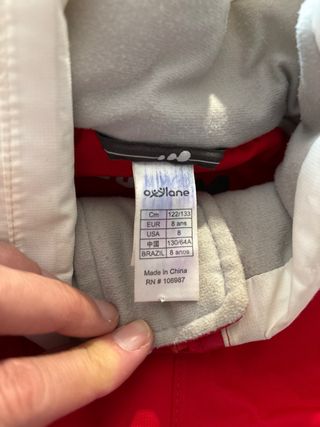 oxylane
Cm 122/133
EUR 8 ans
USA 8
中国 130/64A
BRAZIL 8 anos
Made in China
RN # 106987